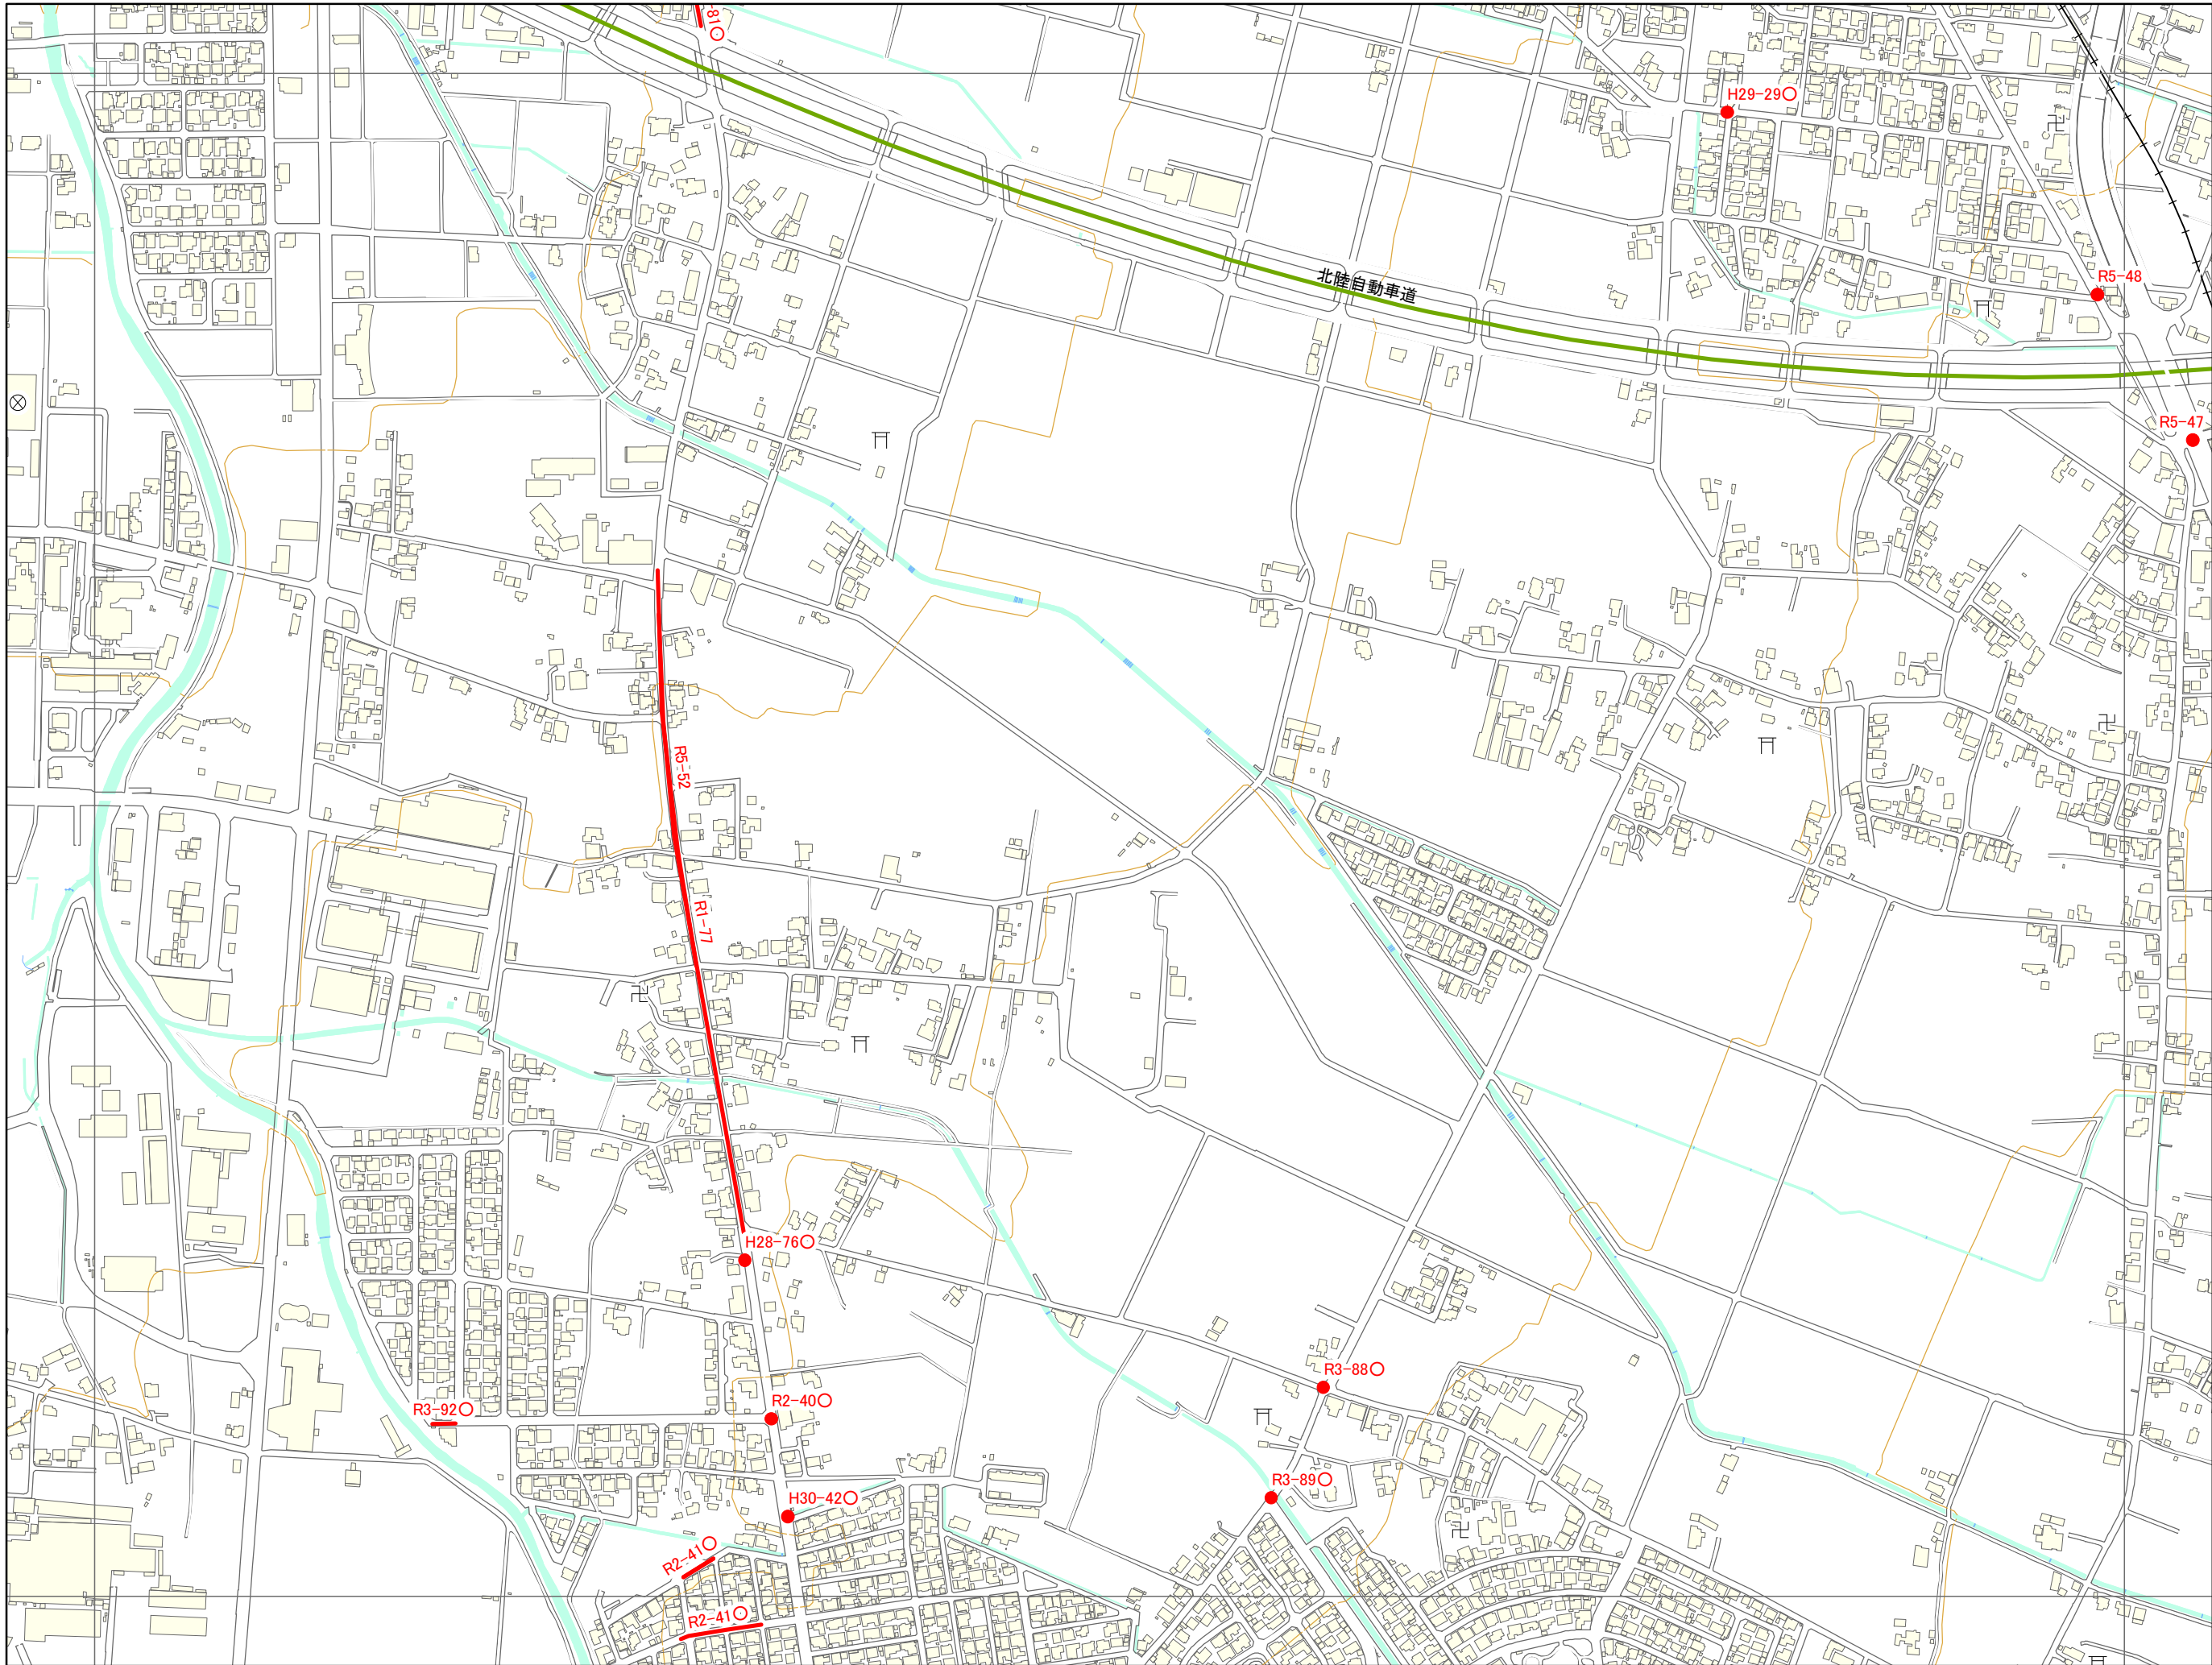 -81○
H29-29○
R5-48
北陸自動車道
R5-47
R5-52
R1-77
H28-76○
R3-88○
R3-92○
R2-40○
R3-89○
H30-42○
R2-41○
R2-41○